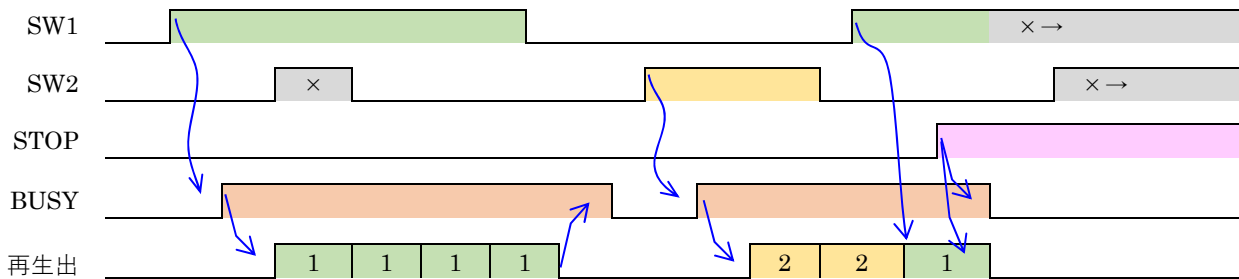 SW1 ×→
SW2 × ×→
STOP
BUSY
再生出 1 1 1 1 2 2 1